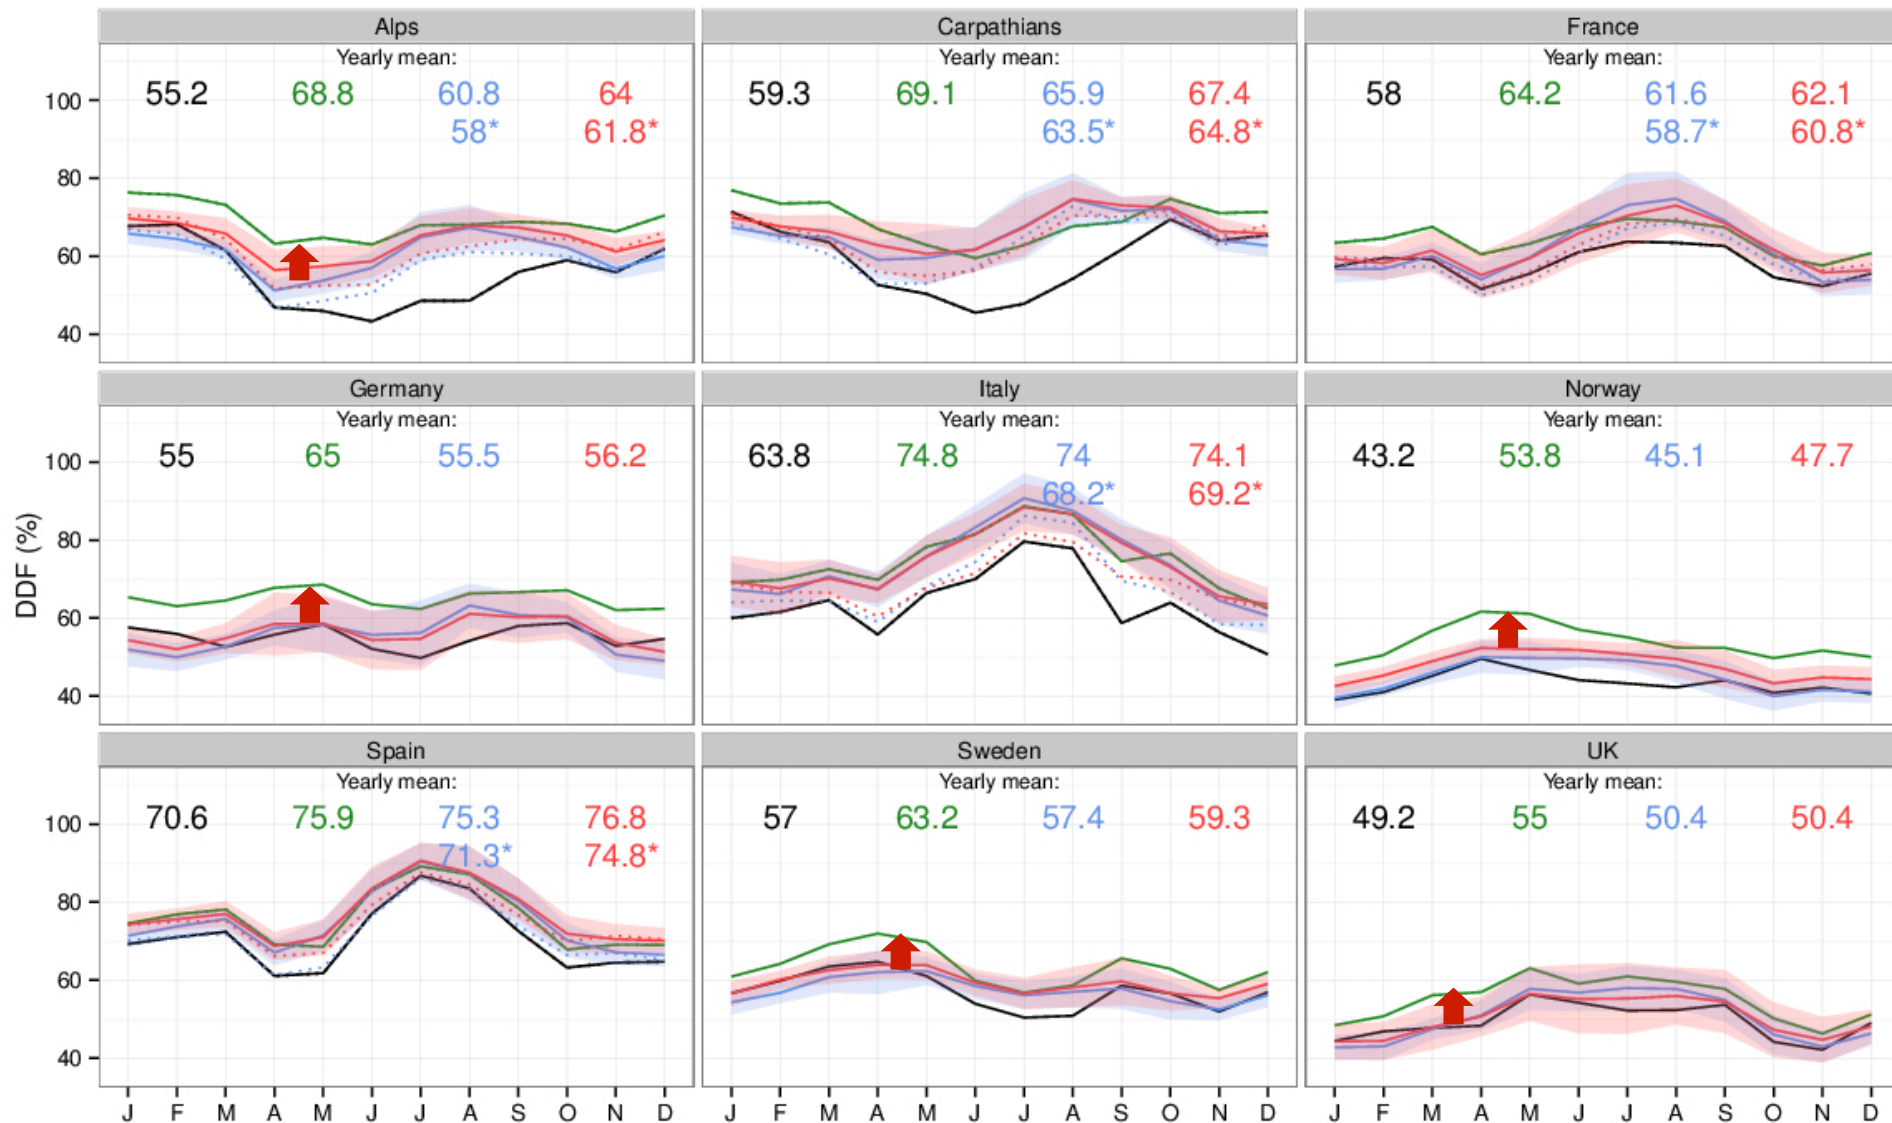 Alps Carpathians France
Yearly mean: Yearly mean: Yearly mean:
100 55.2 68.8 60.8 64 59.3 69.1 65.9 67.4 58 64.2 61.6 62.1
58* 61.8* 63.5* 64.8* 58.7* 60.8*
80
60
40
Germany Italy Norway
Yearly mean: Yearly mean: Yearly mean:
100 55 65 55.5 56.2 63.8 74.8 74 74.1 43.2 53.8 45.1 47.7
68.2* 69.2*
80
DDF (%)
60
40
Spain Sweden UK
Yearly mean: Yearly mean: Yearly mean:
100 70.6 75.9 75.3 76.8 57 63.2 57.4 59.3 49.2 55 50.4 50.4
71.3* 74.8*
80
60
40
J F M A M J J A S O N D J F M A M J J A S O N D J F M A M J J A S O N D